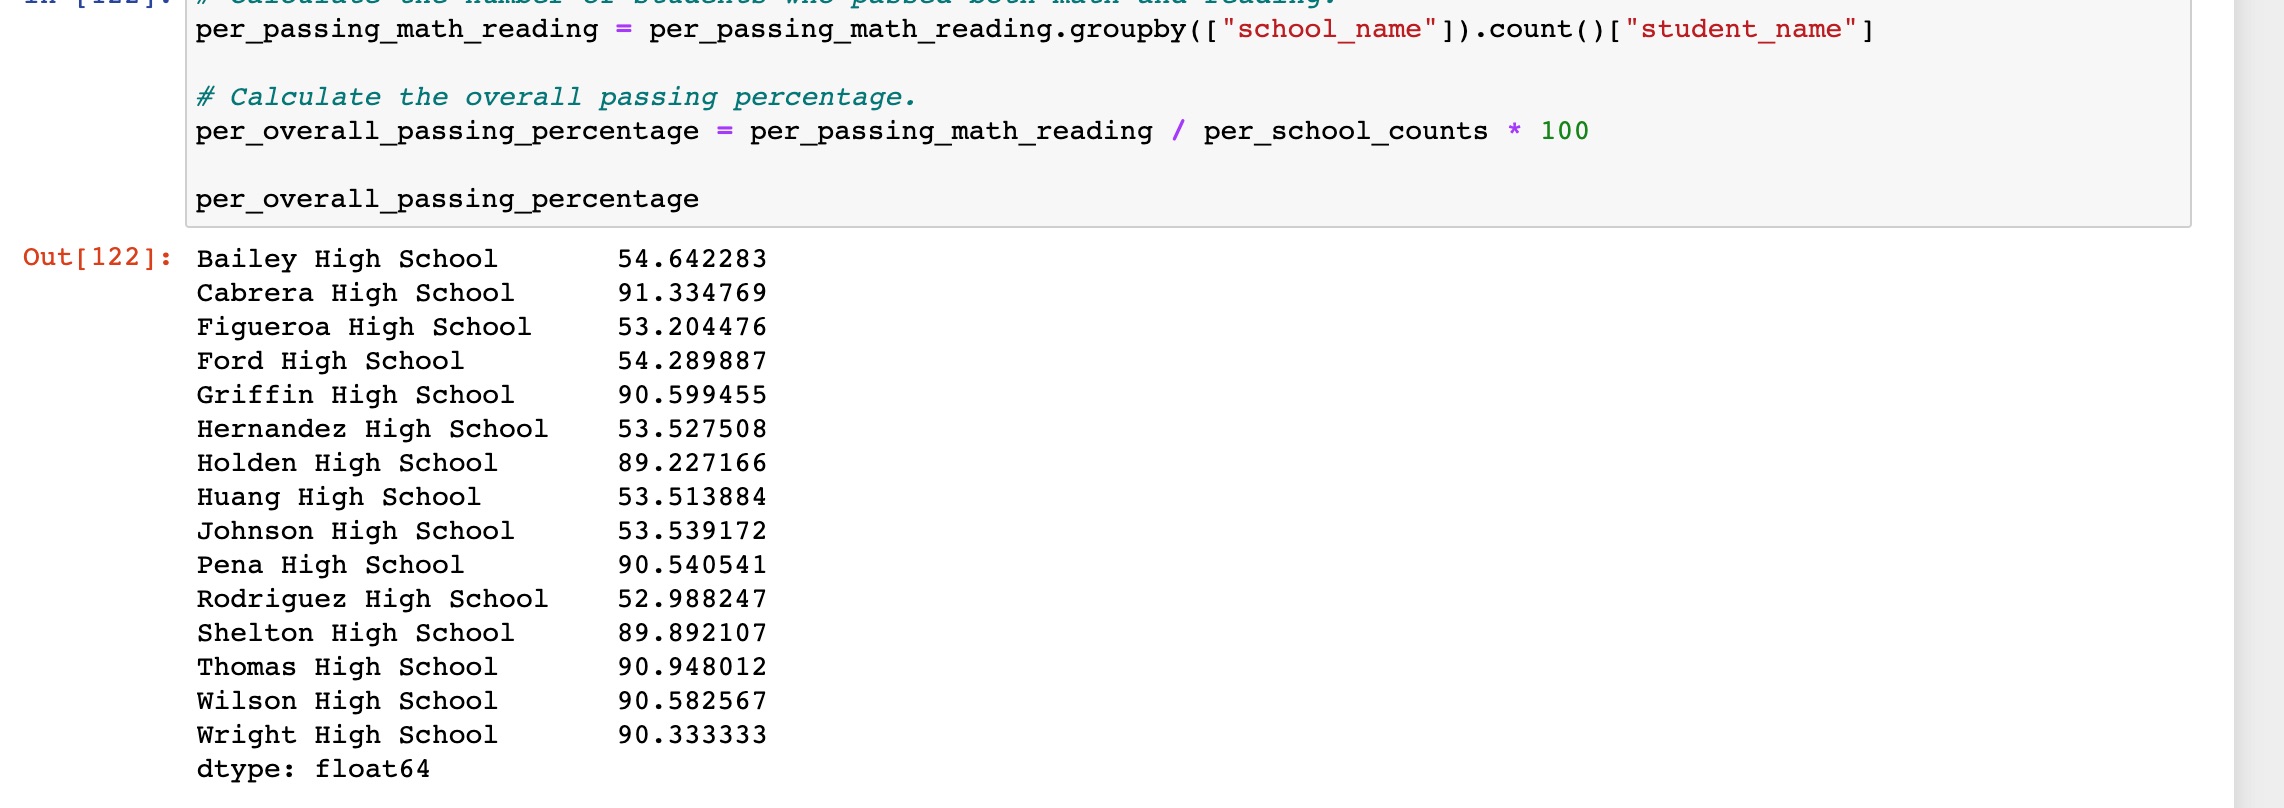 In [122]: # Calculate the number of students who passed both math and reading.
per_passing_math_reading = per_passing_math_reading.groupby(["school_name"]).count()["student_name"]
# Calculate the overall passing percentage.
per_overall_passing_percentage = per_passing_math_reading / per_school_counts * 100
per_overall_passing_percentage
Out[122]: Bailey High School 54.642283
Cabrera High School 91.334769
Figueroa High School 53.204476
Ford High School 54.289887
Griffin High School 90.599455
Hernandez High School 53.527508
Holden High School 89.227166
Huang High School 53.513884
Johnson High School 53.539172
Pena High School 90.540541
Rodriguez High School 52.988247
Shelton High School 89.892107
Thomas High School 90.948012
Wilson High School 90.582567
Wright High School 90.333333
dtype: float64